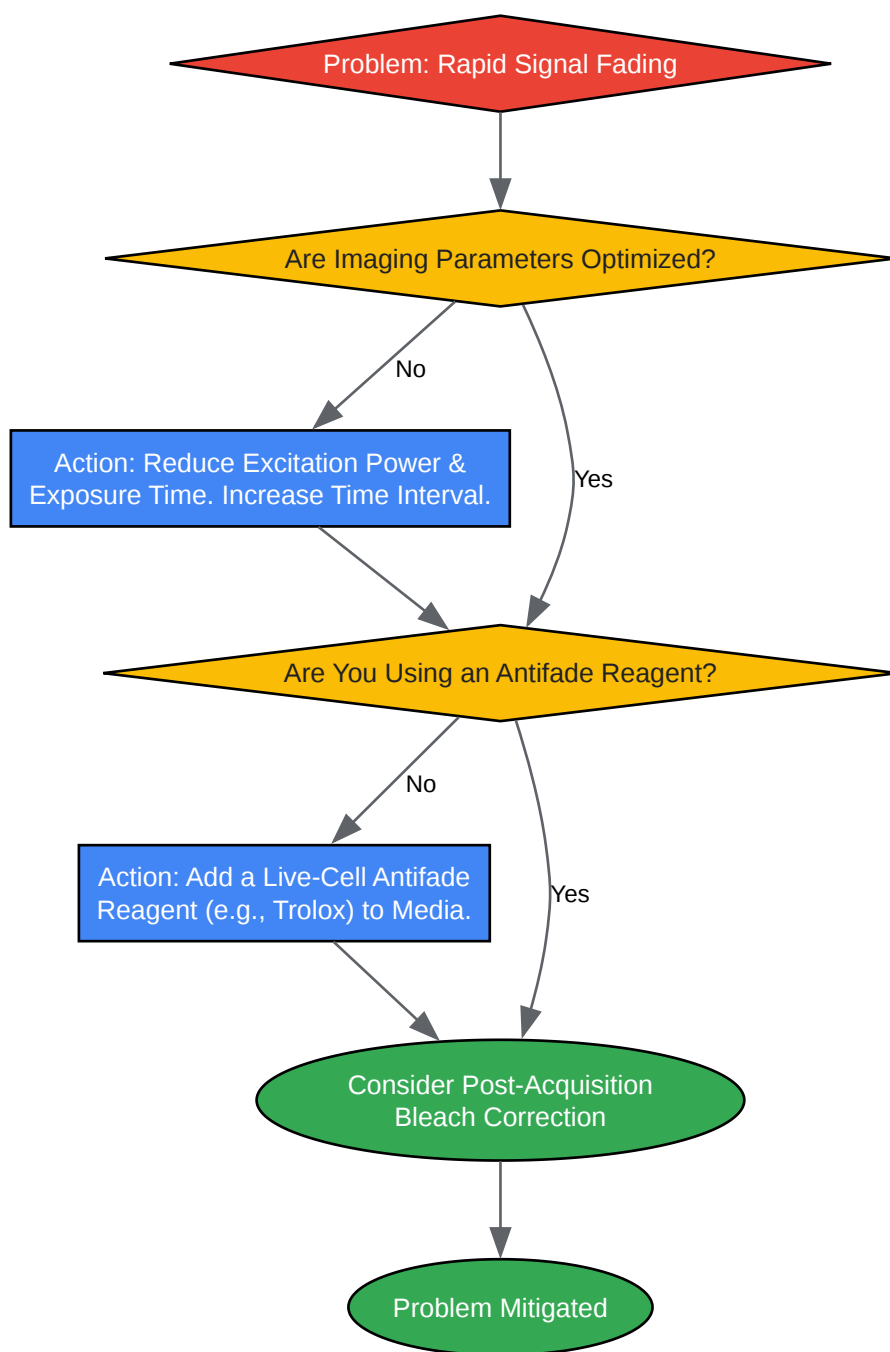 Problem: Rapid Signal Fading
Are Imaging Parameters Optimized?
No
Action: Reduce Excitation Power &
Exposure Time. Increase Time Interval.
Yes
Are You Using an Antifade Reagent?
No
Action: Add a Live-Cell Antifade
Reagent (e.g., Trolox) to Media.
Yes
Consider Post-Acquisition
Bleach Correction
Problem Mitigated